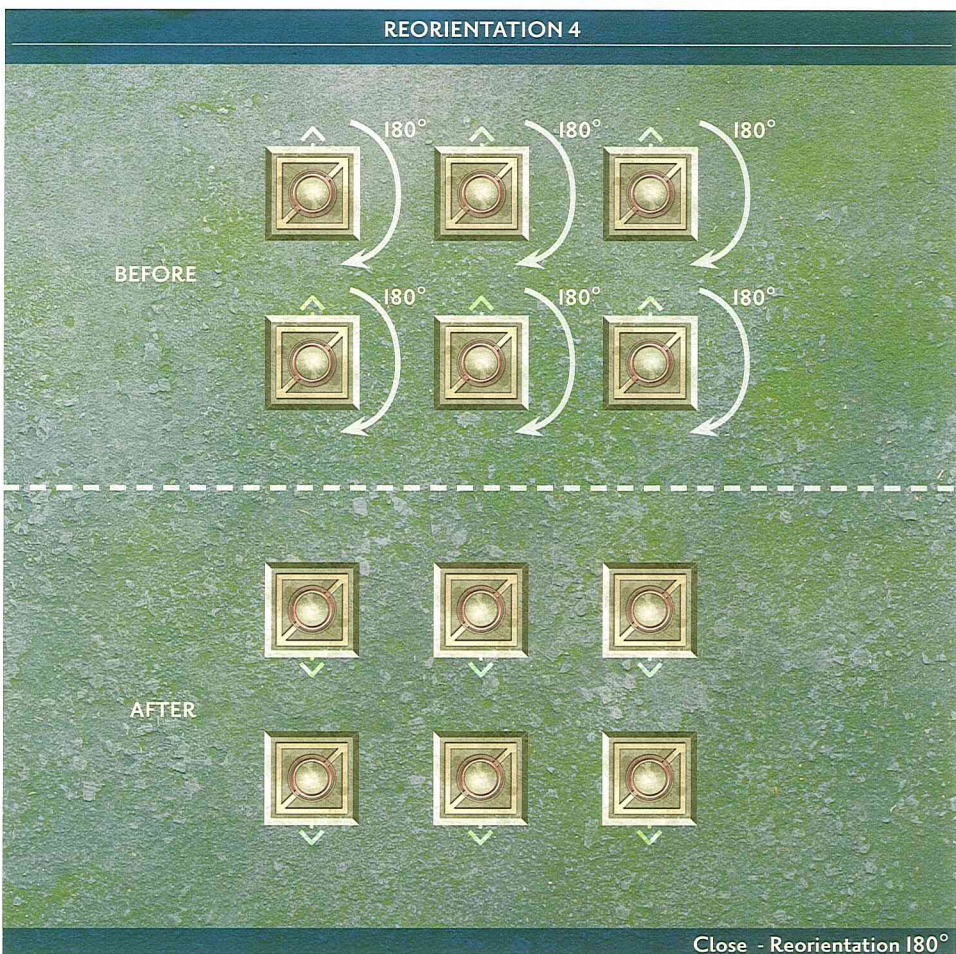 REORIENTATION 4
180° 180° 180°
BEFORE
180° 180° 180°
AFTER
Close - Reorientation 180°